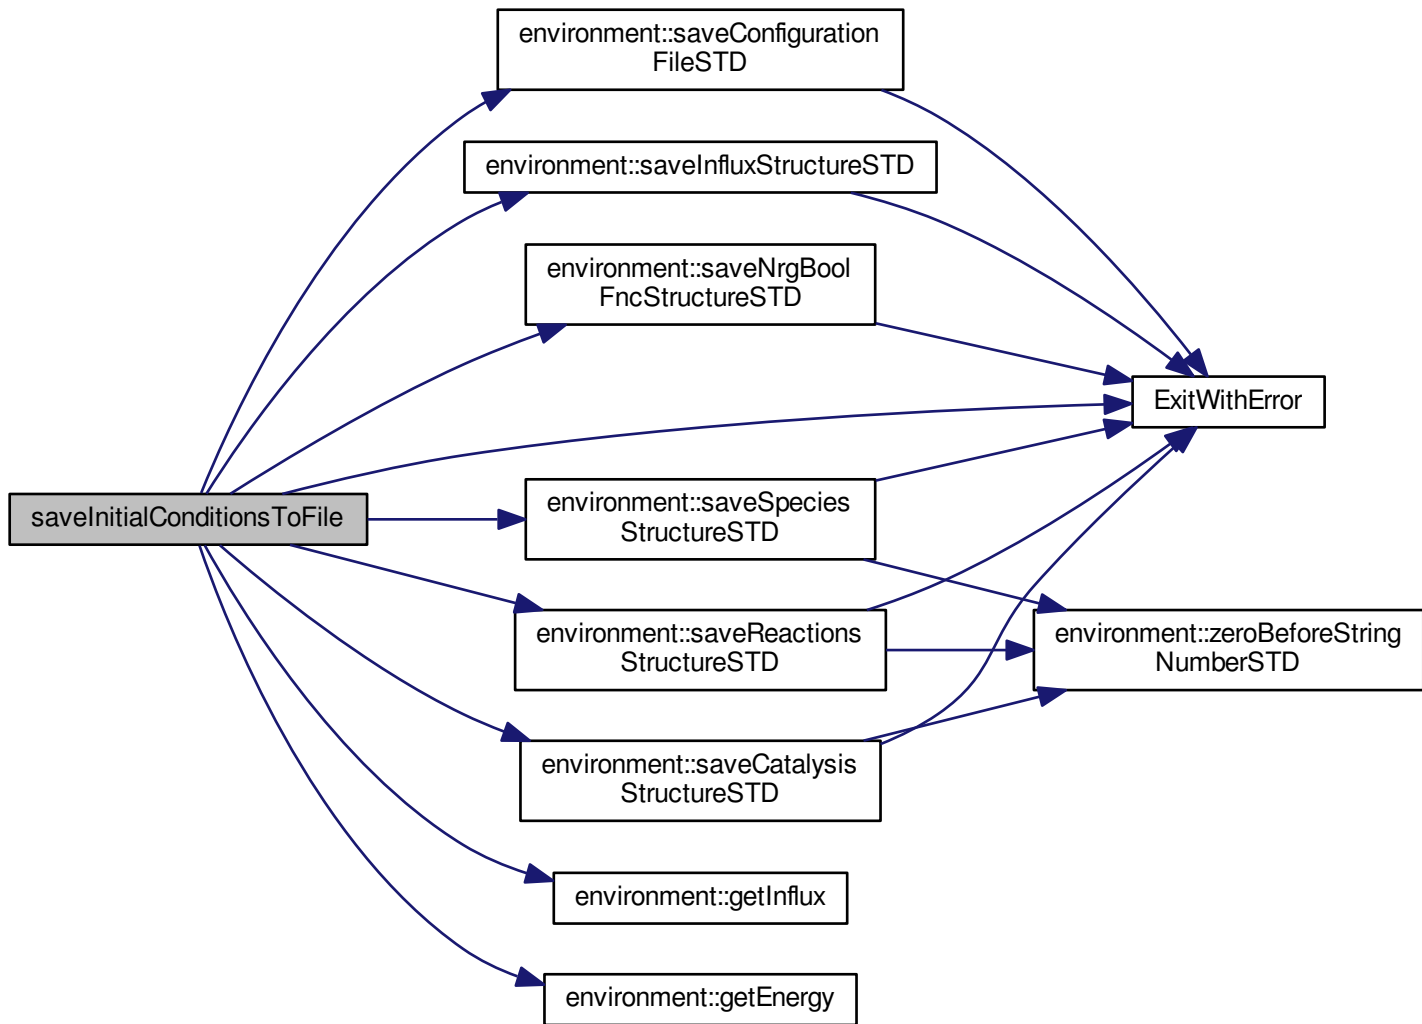 environment::saveConfiguration
FileSTD
environment::saveInfluxStructureSTD
environment::saveNrgBool
FncStructureSTD
ExitWithError
saveInitialConditionsToFile
environment::saveSpecies
StructureSTD
environment::saveReactions
StructureSTD
environment::zeroBeforeString
NumberSTD
environment::saveCatalysis
StructureSTD
environment::getInflux
environment::getEnergy